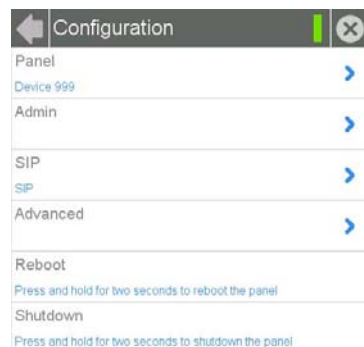 Configuration
Panel
Device 999
Admin
SIP
SIP
Advanced
Reboot
Press and hold for two seconds to reboot the panel
Shutdown
Press and hold for two seconds to shutdown the panel